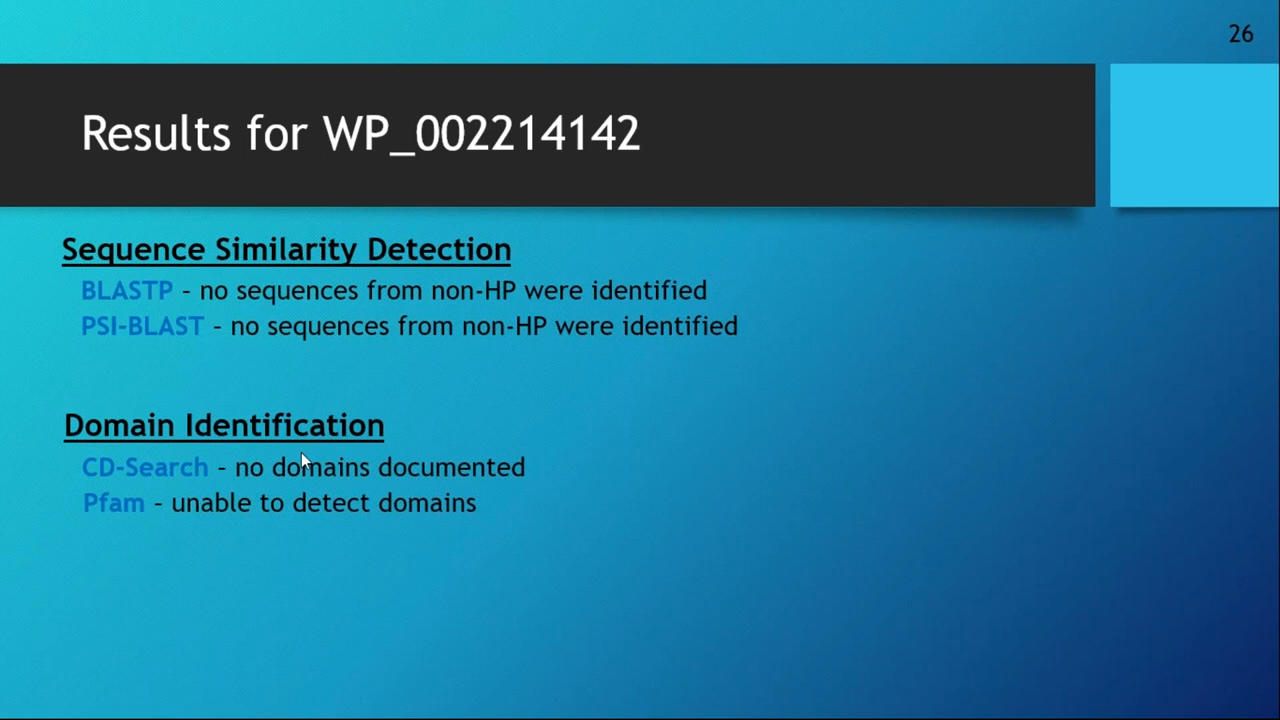 26
Results for WP_002214142
Sequence Similarity Detection
BLASTP – no sequences from non-HP were identified
PSI-BLAST – no sequences from non-HP were identified
Domain Identification
CD-Search – no domains documented
Pfam – unable to detect domains